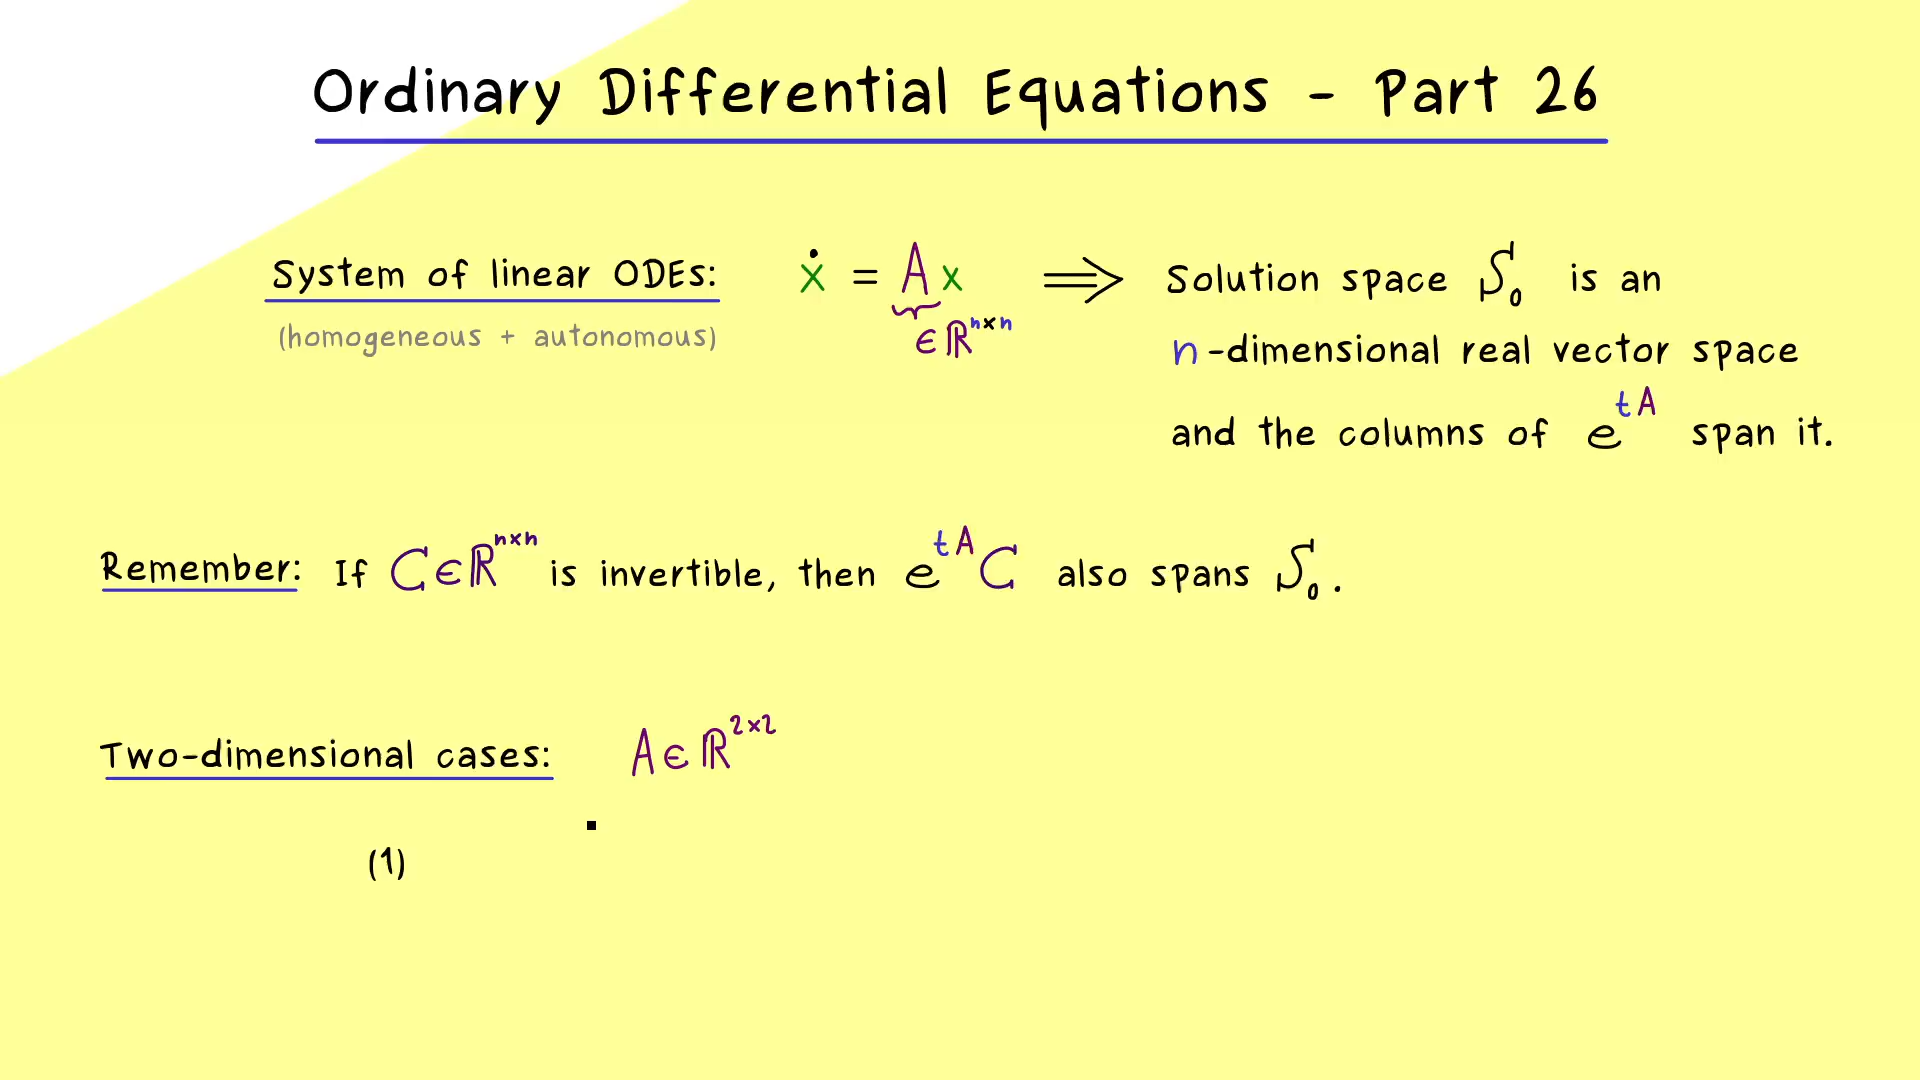 Ordinary Differential Equations - Part 26
System of linear ODEs: ẋ = A x ⟹ Solution space S₀ is an
(homogeneous + autonomous) ∈ ℝⁿˣⁿ
n-dimensional real vector space
and the columns of e^{tA} span it.
Remember: If C ∈ ℝⁿˣⁿ is invertible, then e^{tA} C also spans S₀.
Two-dimensional cases: A ∈ ℝ²ˣ²
(1)